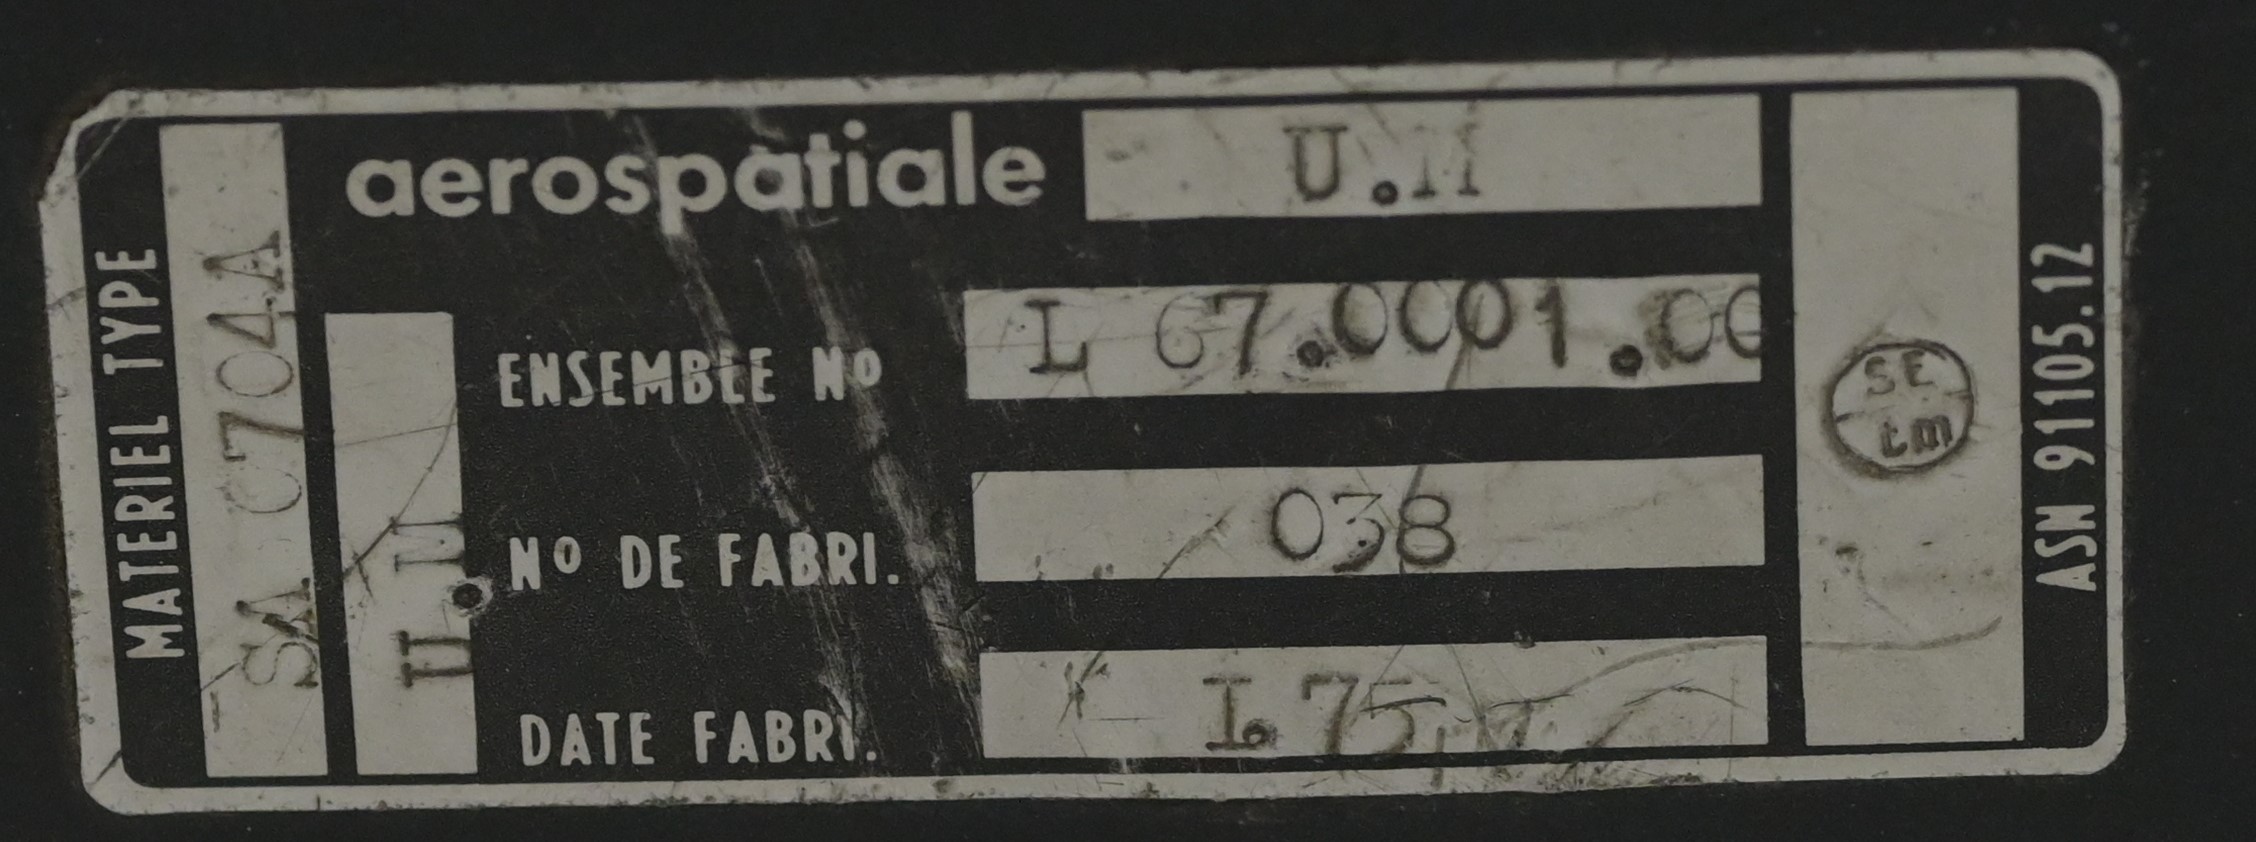 MATERIEL TYPE
SA C704A
U.M
aerospatiale U.M
ENSEMBLE No L 67.0001.00
No DE FABRI. 038
DATE FABRI. L 75
SE
tm
ASN 91105.12